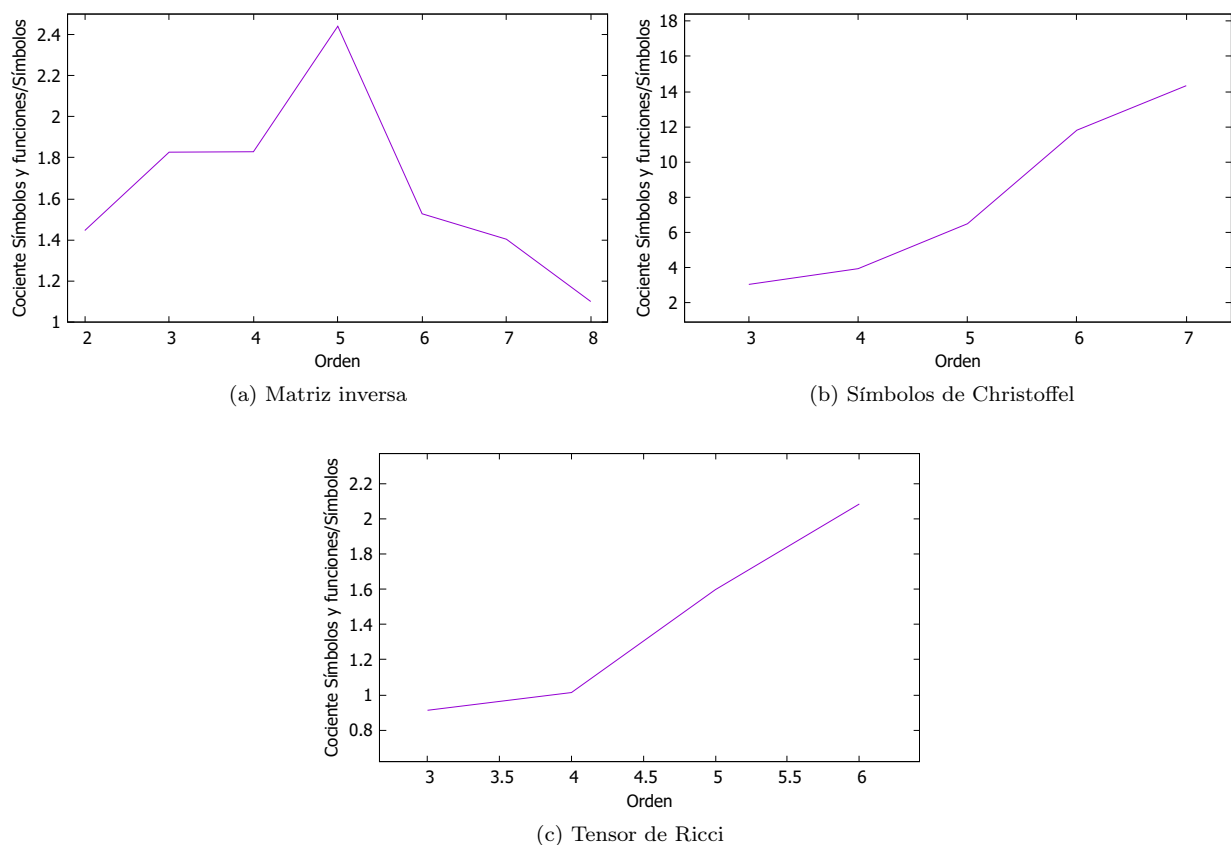 Cociente Símbolos y funciones/Símbolos
2.4
2.2
2
1.8
1.6
1.4
1.2
1
2 3 4 5 6 7 8
Orden
(a) Matriz inversa
Cociente Símbolos y funciones/Símbolos
18
16
14
12
10
8
6
4
2
3 4 5 6 7
Orden
(b) Símbolos de Christoffel
Cociente Símbolos y funciones/Símbolos
2.2
2
1.8
1.6
1.4
1.2
1
0.8
3 3.5 4 4.5 5 5.5 6
Orden
(c) Tensor de Ricci